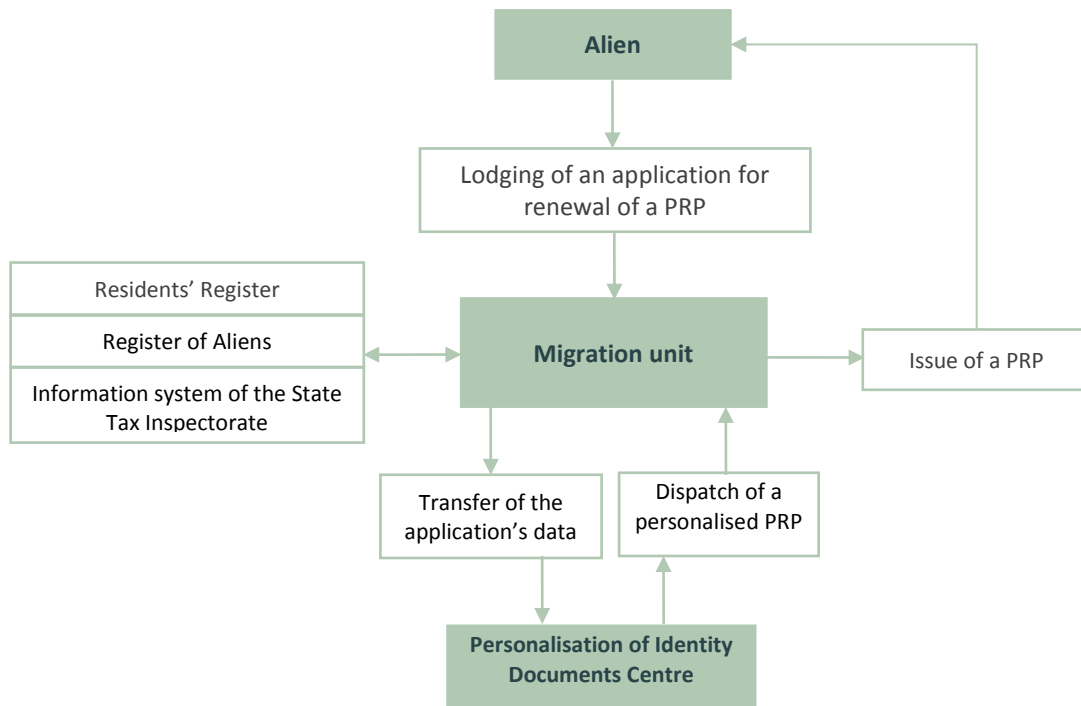 Alien
Lodging of an application for
renewal of a PRP
Residents’ Register
Register of Aliens
Information system of the State
Tax Inspectorate
Migration unit
Issue of a PRP
Transfer of the
application’s data
Dispatch of a
personalised PRP
Personalisation of Identity
Documents Centre